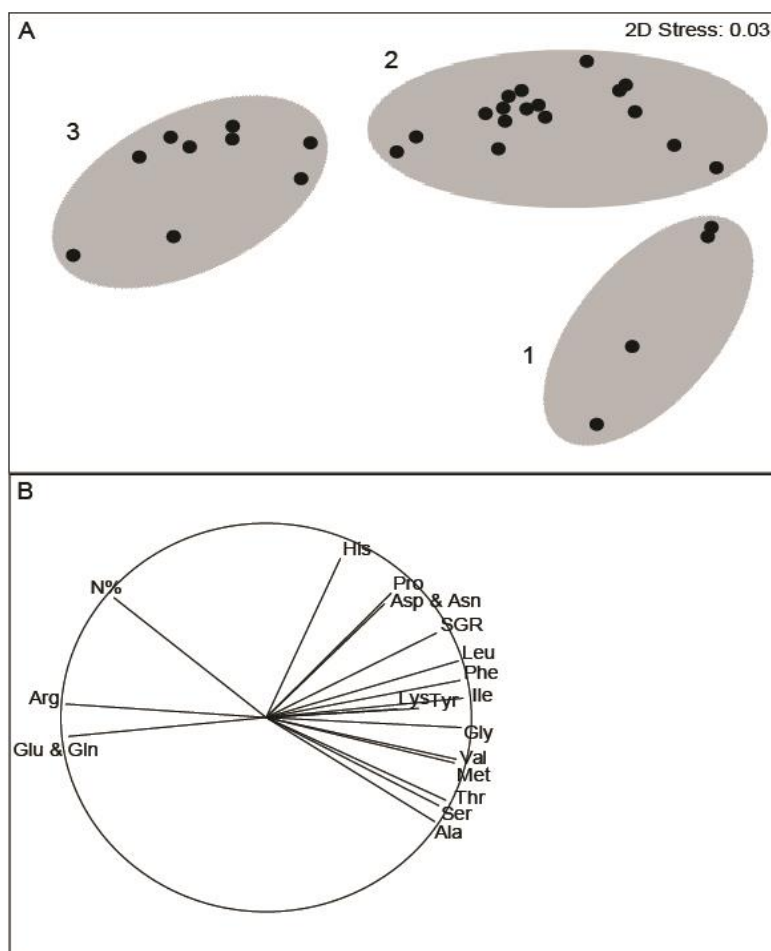 A
2D Stress: 0.03
2
3
1
B
His
N%
Pro
Asp & Asn
SGR
Leu
Phe
Lys Tyr Ile
Arg
Gly
Glu & Gln
Val
Met
Thr
Ser
Ala